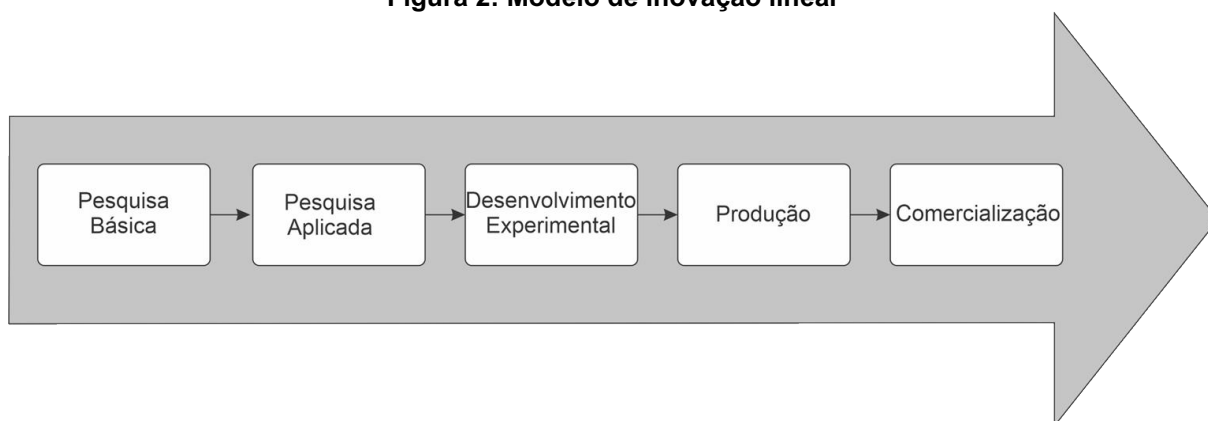 Figura 2: Modelo de inovação linear
Pesquisa
Básica
Pesquisa
Aplicada
Desenvolvimento
Experimental
Produção
Comercialização